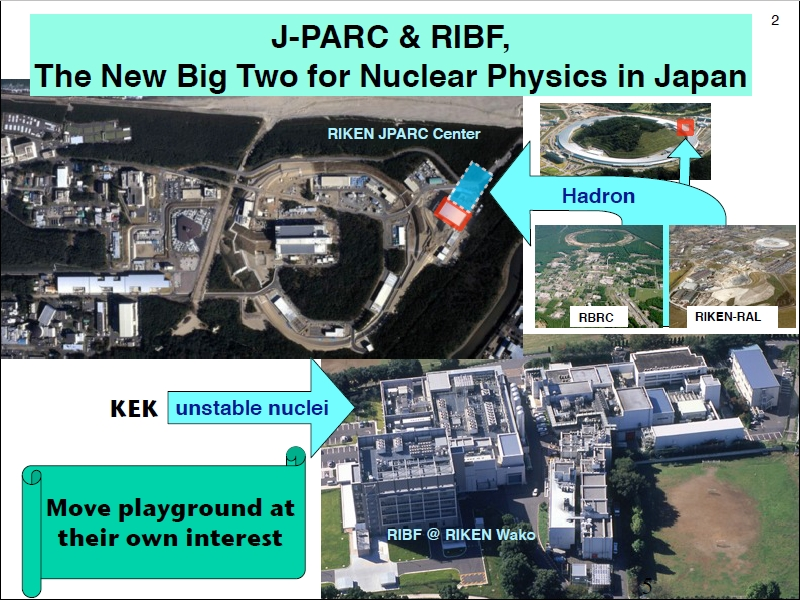 2
J-PARC & RIBF,
The New Big Two for Nuclear Physics in Japan
RIKEN JPARC Center
Hadron
RBRC
RIKEN-RAL
KEK
unstable nuclei
Move playground at
their own interest
RIBF @ RIKEN Wako
5